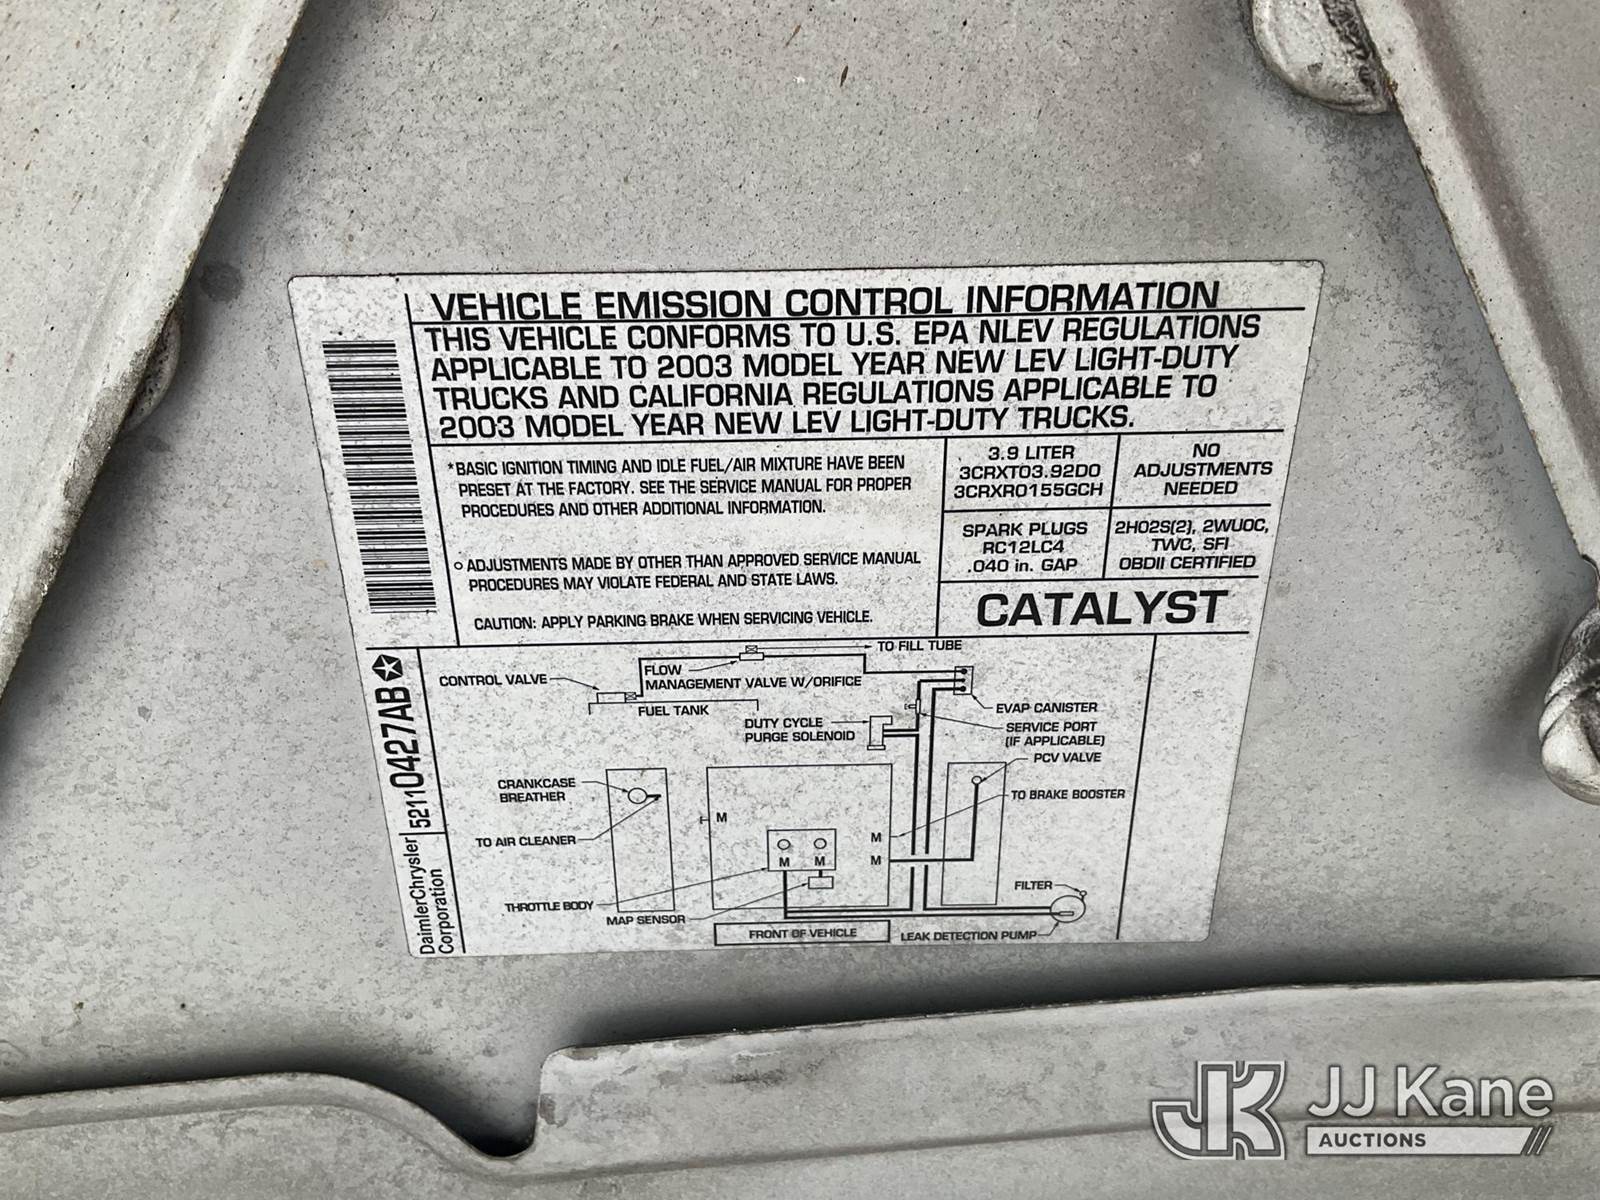 VEHICLE EMISSION CONTROL INFORMATION
THIS VEHICLE CONFORMS TO U.S. EPA NLEV REGULATIONS
APPLICABLE TO 2003 MODEL YEAR NEW LEV LIGHT-DUTY
TRUCKS AND CALIFORNIA REGULATIONS APPLICABLE TO
2003 MODEL YEAR NEW LEV LIGHT-DUTY TRUCKS.
*BASIC IGNITION TIMING AND IDLE FUEL/AIR MIXTURE HAVE BEEN
PRESET AT THE FACTORY. SEE THE SERVICE MANUAL FOR PROPER
PROCEDURES AND OTHER ADDITIONAL INFORMATION.
ADJUSTMENTS MADE BY OTHER THAN APPROVED SERVICE MANUAL
PROCEDURES MAY VIOLATE FEDERAL AND STATE LAWS.
CAUTION: APPLY PARKING BRAKE WHEN SERVICING VEHICLE.
3.9 LITER
3CRXT03.92D0
3CRXR0155GCH
NO
ADJUSTMENTS
NEEDED
SPARK PLUGS
RC12LC4
.040 in. GAP
2HO2S(2), 2WUOC,
TWC, SFI
OBDII CERTIFIED
CATALYST
TO FILL TUBE
CONTROL VALVE
FLOW
MANAGEMENT VALVE W/ORIFICE
FUEL TANK
EVAP CANISTER
DUTY CYCLE
PURGE SOLENOID
SERVICE PORT
(IF APPLICABLE)
PCV VALVE
CRANKCASE
BREATHER
TO BRAKE BOOSTER
M
M
TO AIR CLEANER
M
M
M
FILTER
THROTTLE BODY
MAP SENSOR
FRONT OF VEHICLE
LEAK DETECTION PUMP
52110427AB
DaimlerChrysler
Corporation
JK
JJ Kane
AUCTIONS